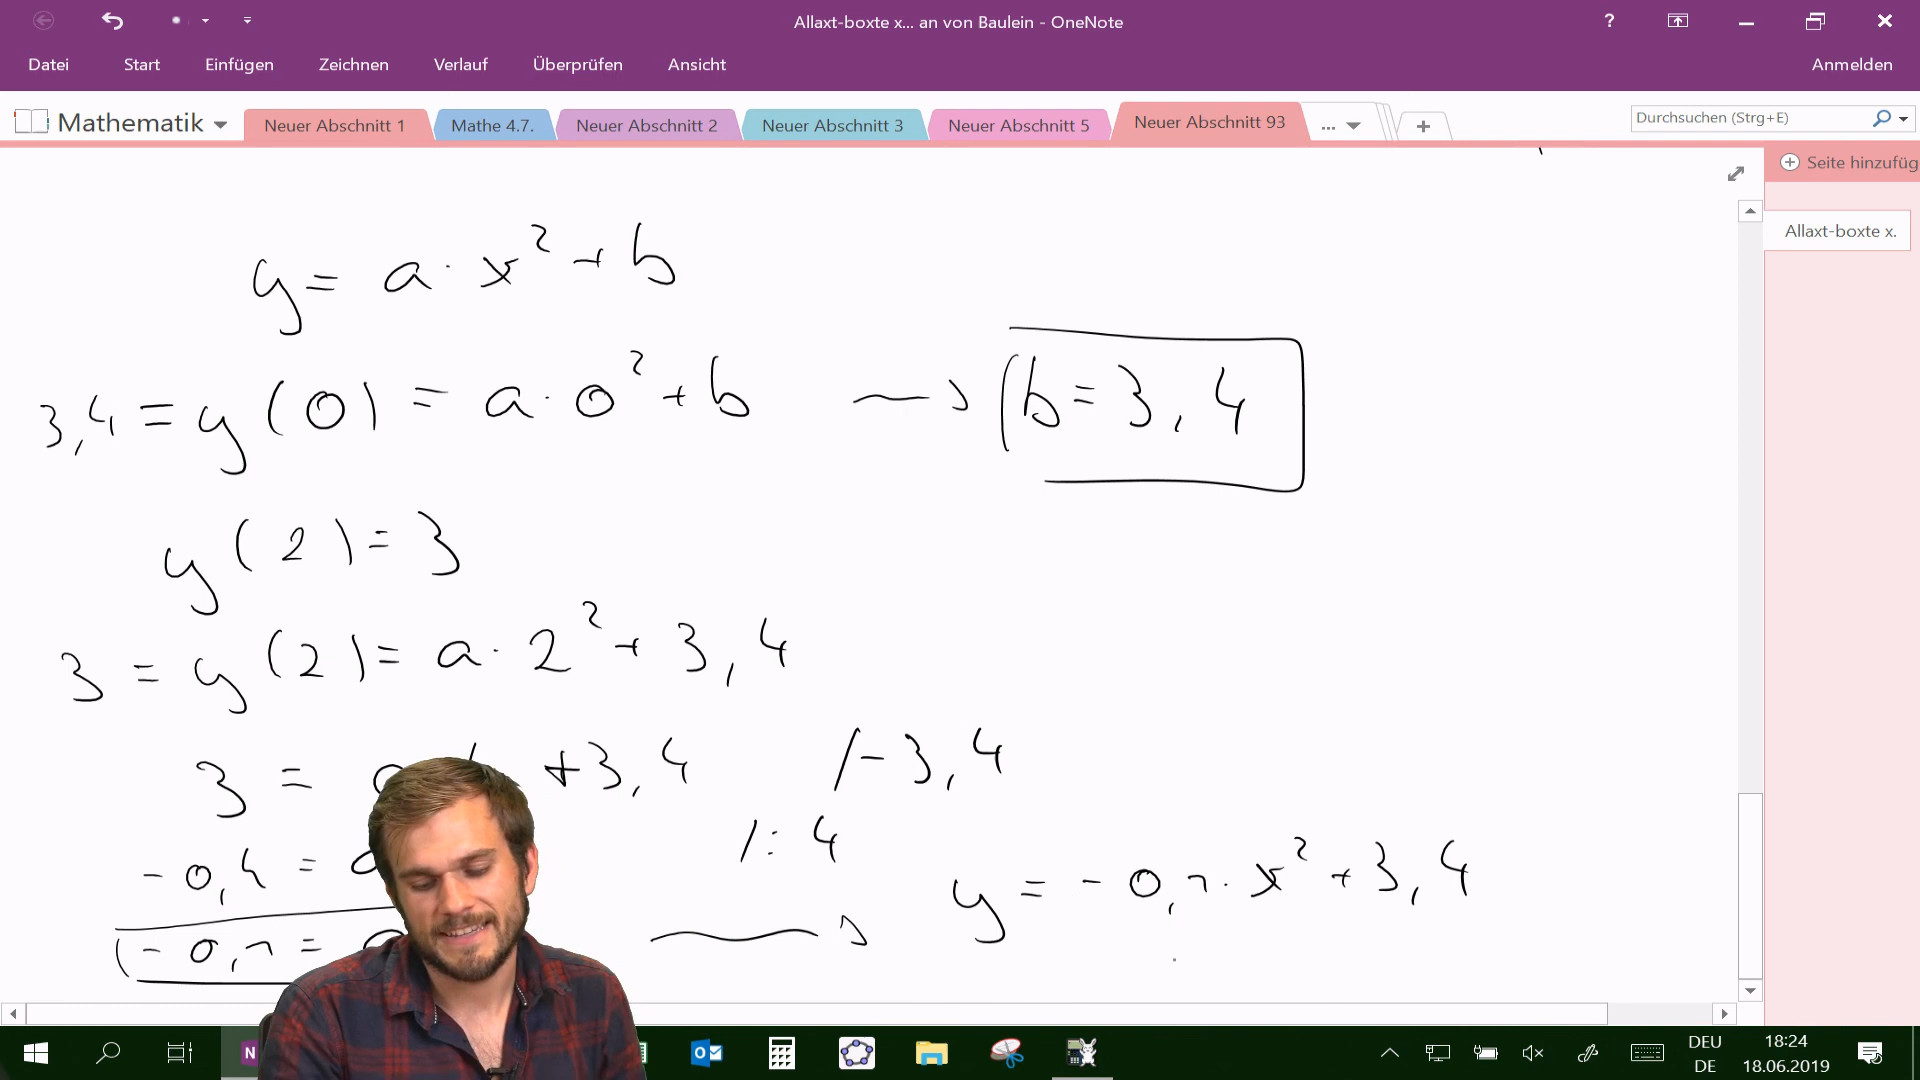 Allaxt-boxte x... an von Baulein - OneNote
?
Datei Start Einfügen Zeichnen Verlauf Überprüfen Ansicht Anmelden
Mathematik
Neuer Abschnitt 1
Mathe 4.7.
Neuer Abschnitt 2
Neuer Abschnitt 3
Neuer Abschnitt 5
Neuer Abschnitt 93
...
Durchsuchen (Strg+E)
Seite hinzufüg
Allaxt-boxte x.
y = a · x² + b
3,4 = y(0) = a · 0² + b
b = 3,4
y(2) = 3
3 = y(2) = a · 2² + 3,4
3 = + 3,4 /- 3,4
- 0,4 = /: 4
- 0,1 =
y = - 0,1 · x² + 3,4
N
DEU
DE
18:24
18.06.2019